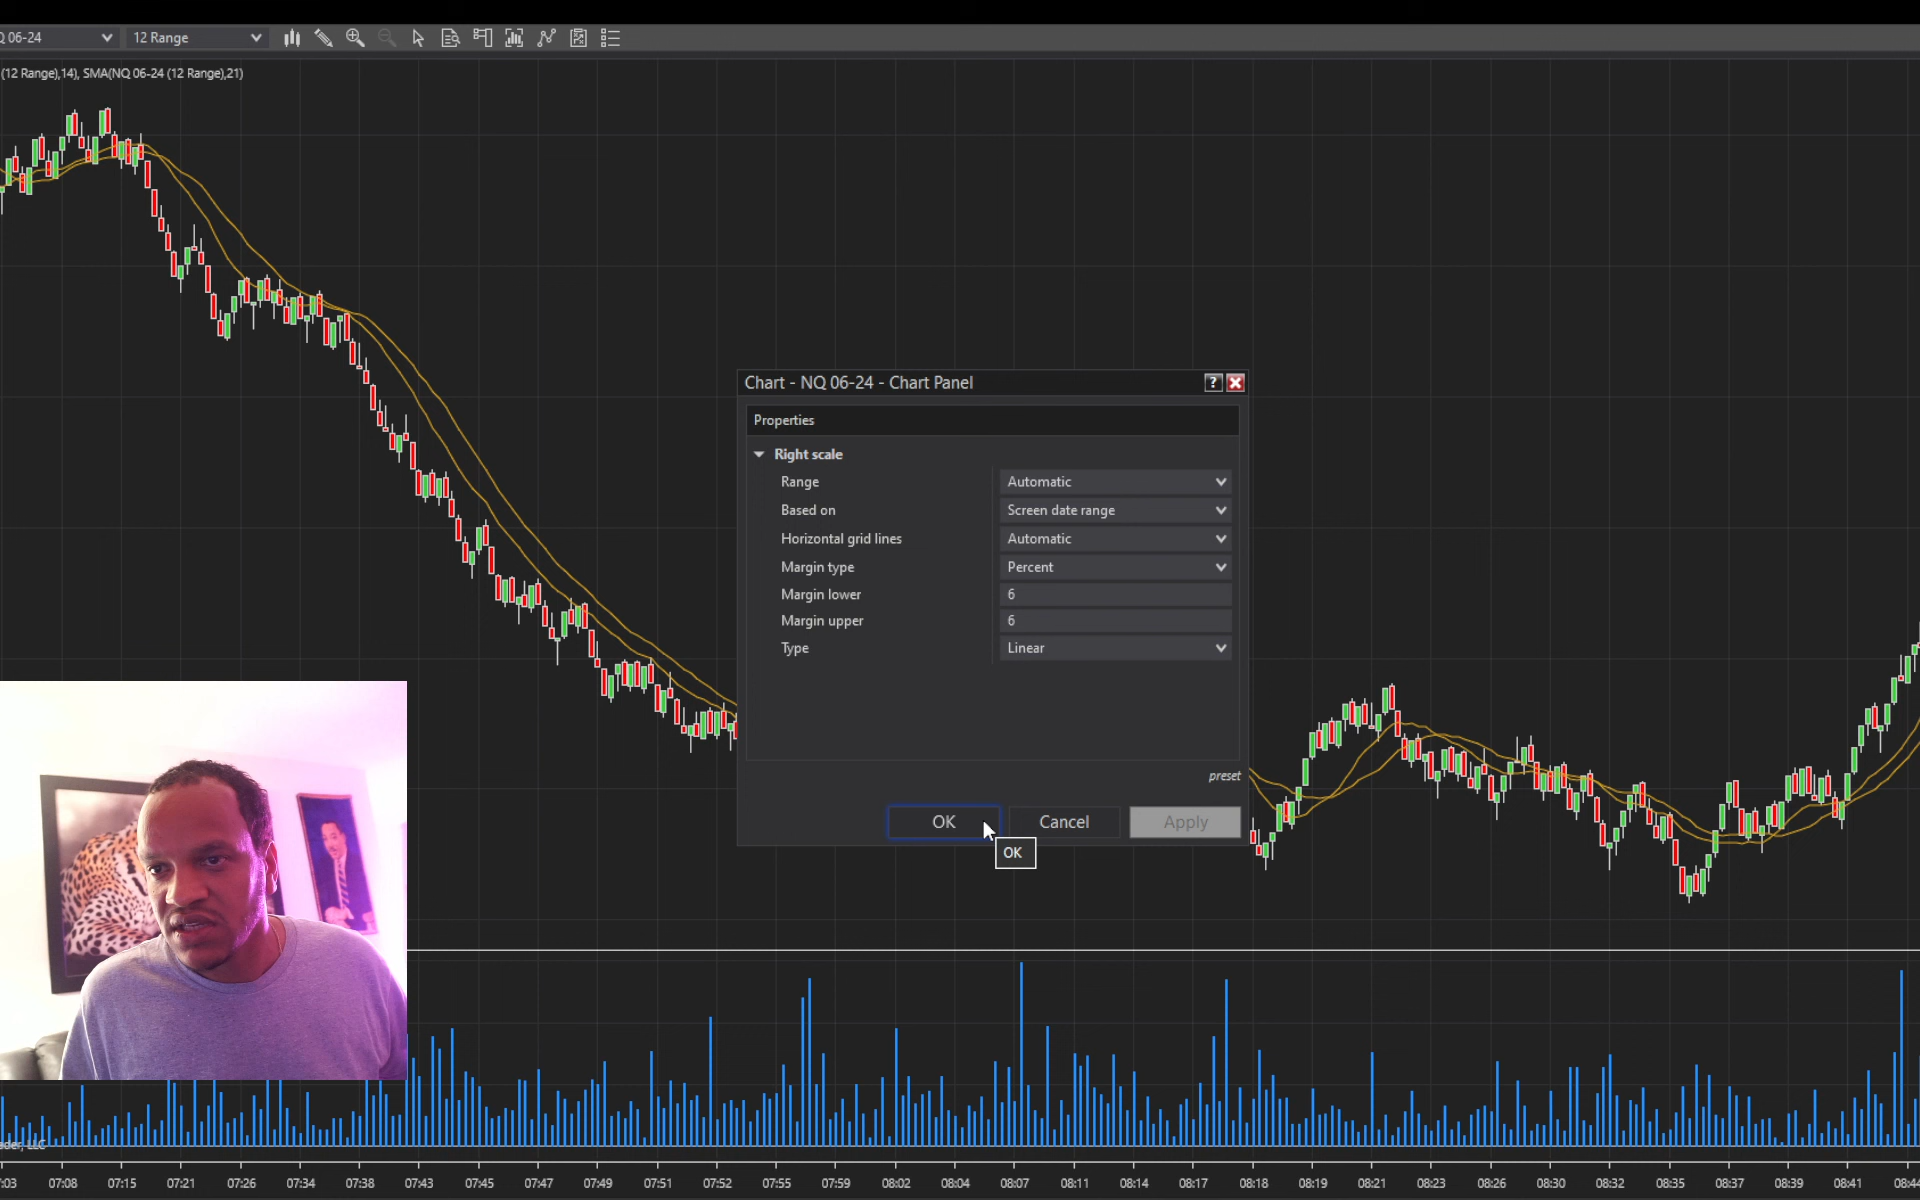 06-24
12 Range
(12 Range),14), SMA(NQ 06-24 (12 Range),21)
Chart - NQ 06-24 - Chart Panel
?
Properties
Right scale
Range Automatic
Based on Screen date range
Horizontal grid lines Automatic
Margin type Percent
Margin lower 6
Margin upper 6
Type Linear
preset
OK Cancel Apply
OK
ader, LLC
:03 07:08 07:15 07:21 07:26 07:34 07:38 07:43 07:45 07:47 07:49 07:51 07:52 07:55 07:59 08:02 08:04 08:07 08:11 08:14 08:17 08:18 08:19 08:21 08:23 08:26 08:30 08:32 08:35 08:37 08:39 08:41 08:44